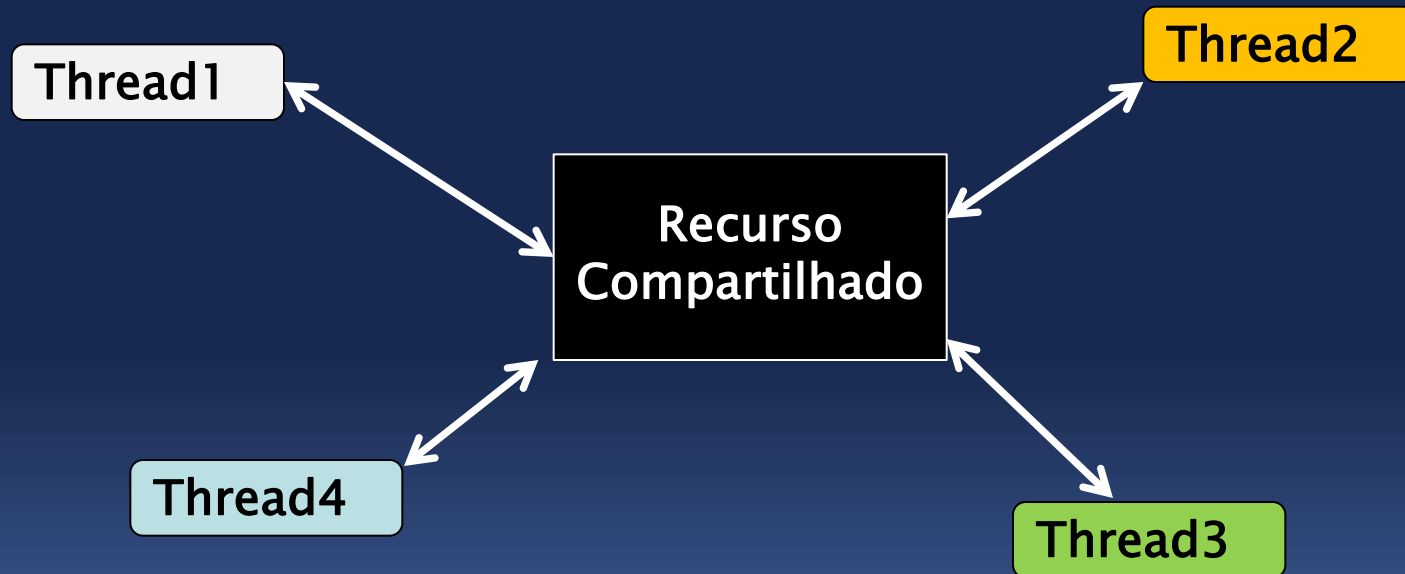 Thread1
Thread2
Recurso
Compartilhado
Thread4
Thread3